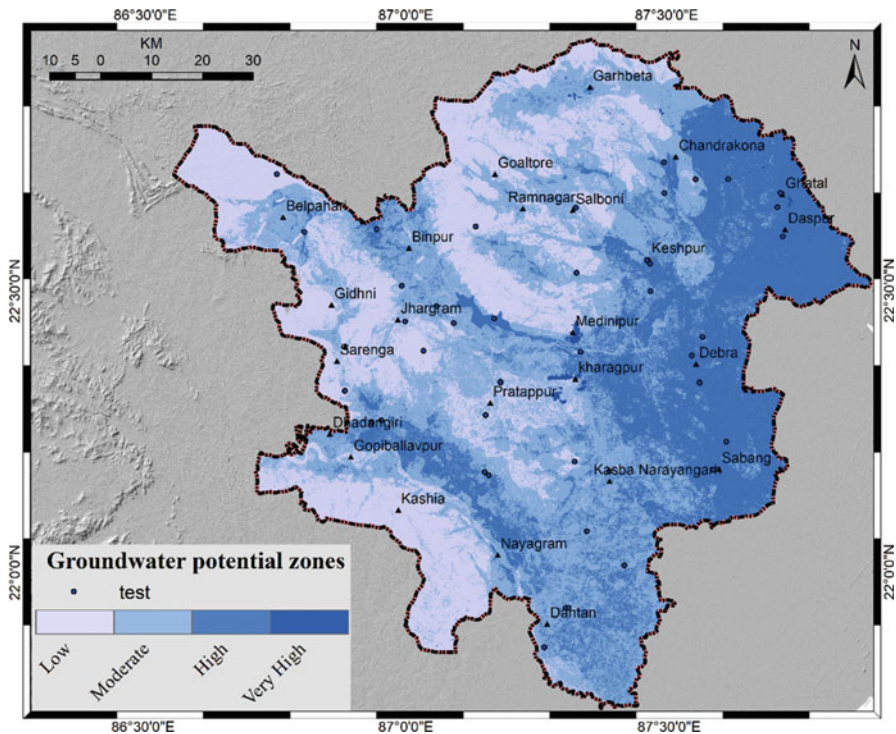 86°30'0"E 87°0'0"E 87°30'0"E
KM
10 5 0 10 20 30
N
Garhbeta
Chandrakona
Goaltore
Ghatal
Ramnagar
Salboni
Belpahari
Daspur
Binpur
Keshpur
22°30'0"N
22°30'0"N
Gidhni
Jhargram
Medinipur
Sarenga
Debra
kharagpur
Pratappur
Dhadangiri
Gopiballavpur
Sabang
Kasba Narayangarh
Kashia
Nayagram
22°0'0"N
22°0'0"N
Dantan
Groundwater potential zones
test
Low
Moderate
High
Very High
86°30'0"E 87°0'0"E 87°30'0"E